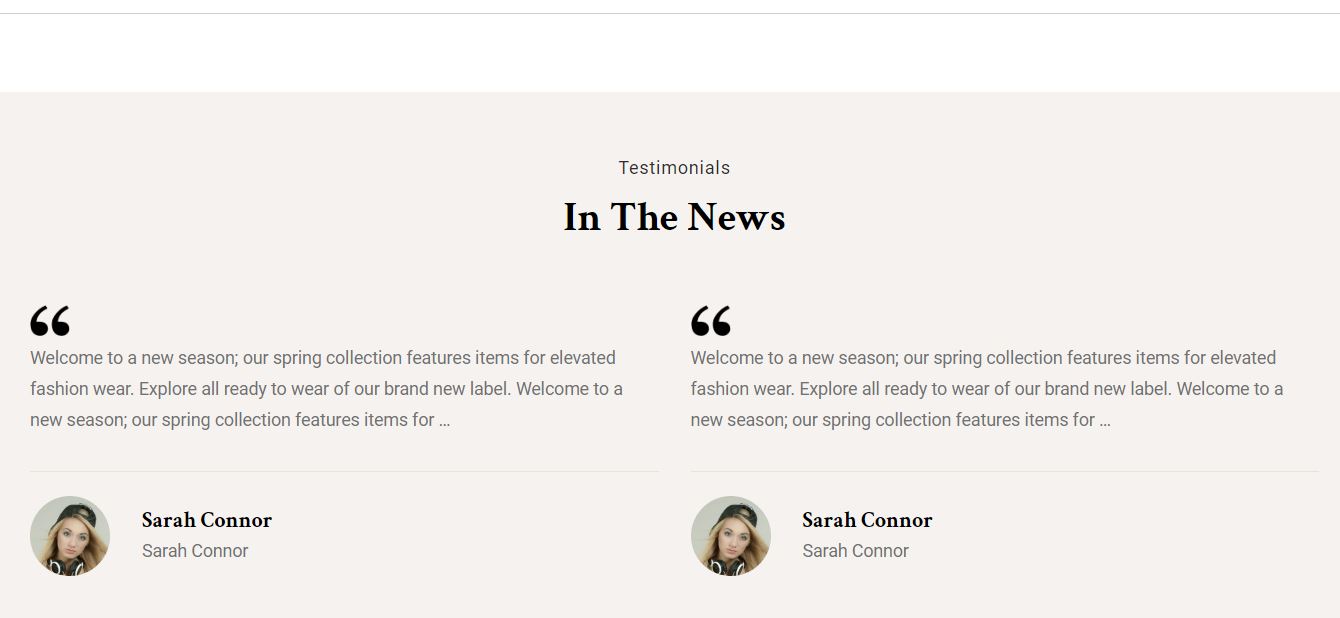 Testimonials
In The News
“
Welcome to a new season; our spring collection features items for elevated
fashion wear. Explore all ready to wear of our brand new label. Welcome to a
new season; our spring collection features items for ...
Sarah Connor
Sarah Connor
“
Welcome to a new season; our spring collection features items for elevated
fashion wear. Explore all ready to wear of our brand new label. Welcome to a
new season; our spring collection features items for ...
Sarah Connor
Sarah Connor